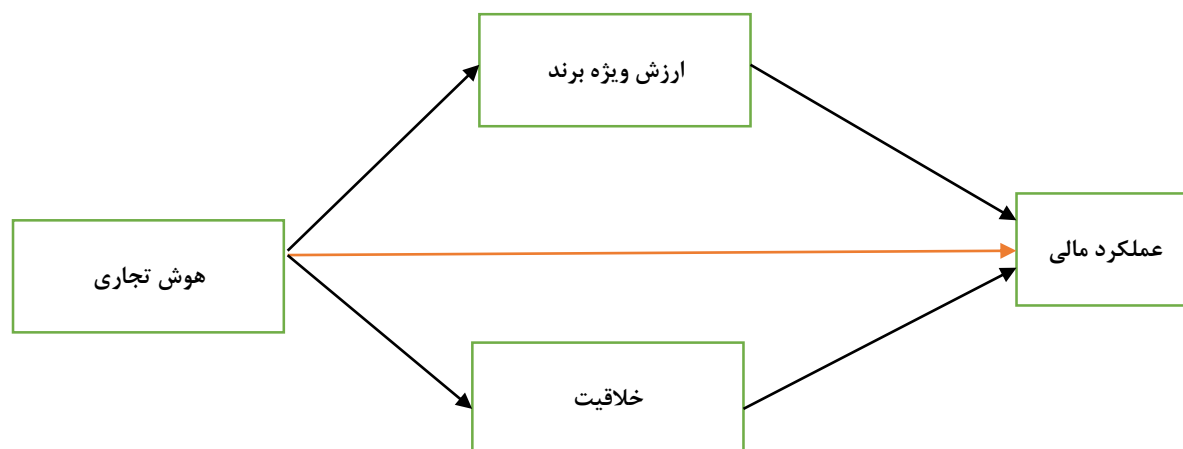 ارزش ویژه برند
عملکرد مالی
هوش تجاری
خلاقیت